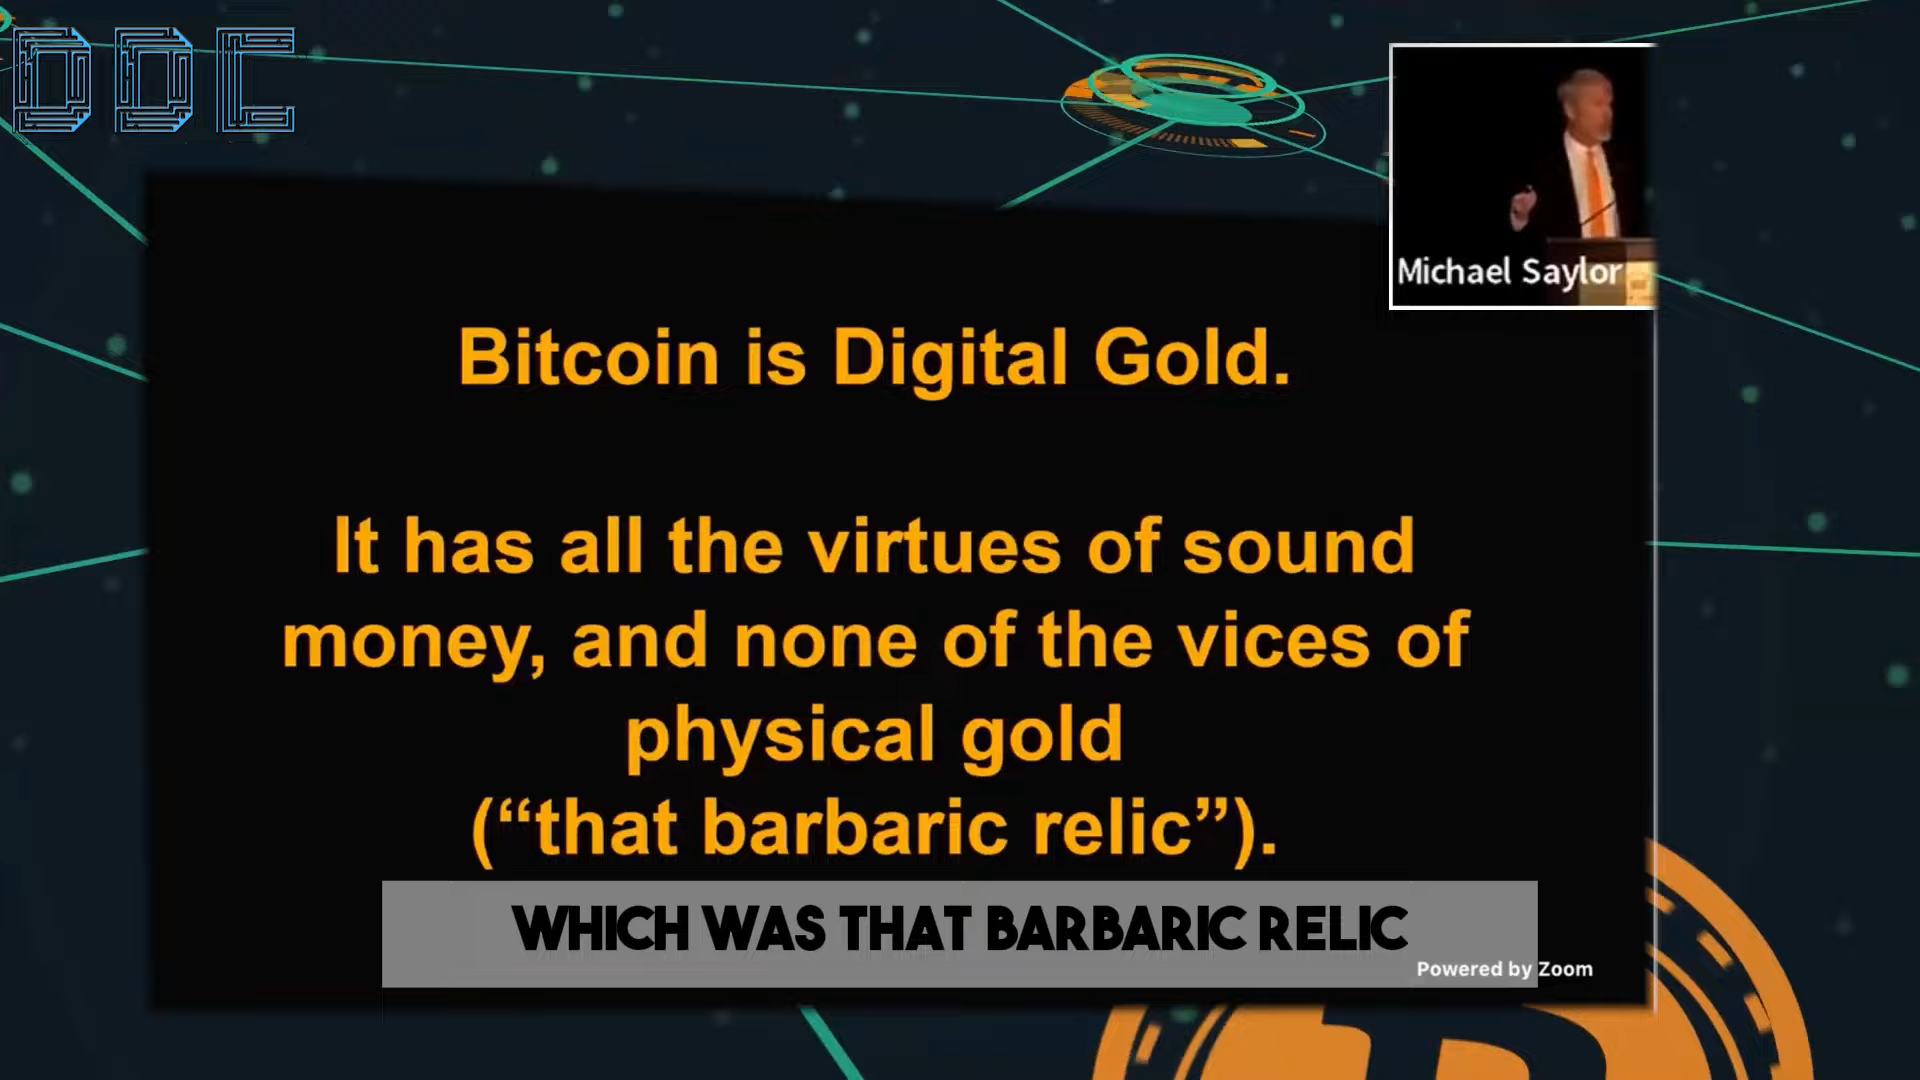 DDC
Michael Saylor
Bitcoin is Digital Gold.
It has all the virtues of sound
money, and none of the vices of
physical gold
(“that barbaric relic”).
WHICH WAS THAT BARBARIC RELIC
Powered by Zoom